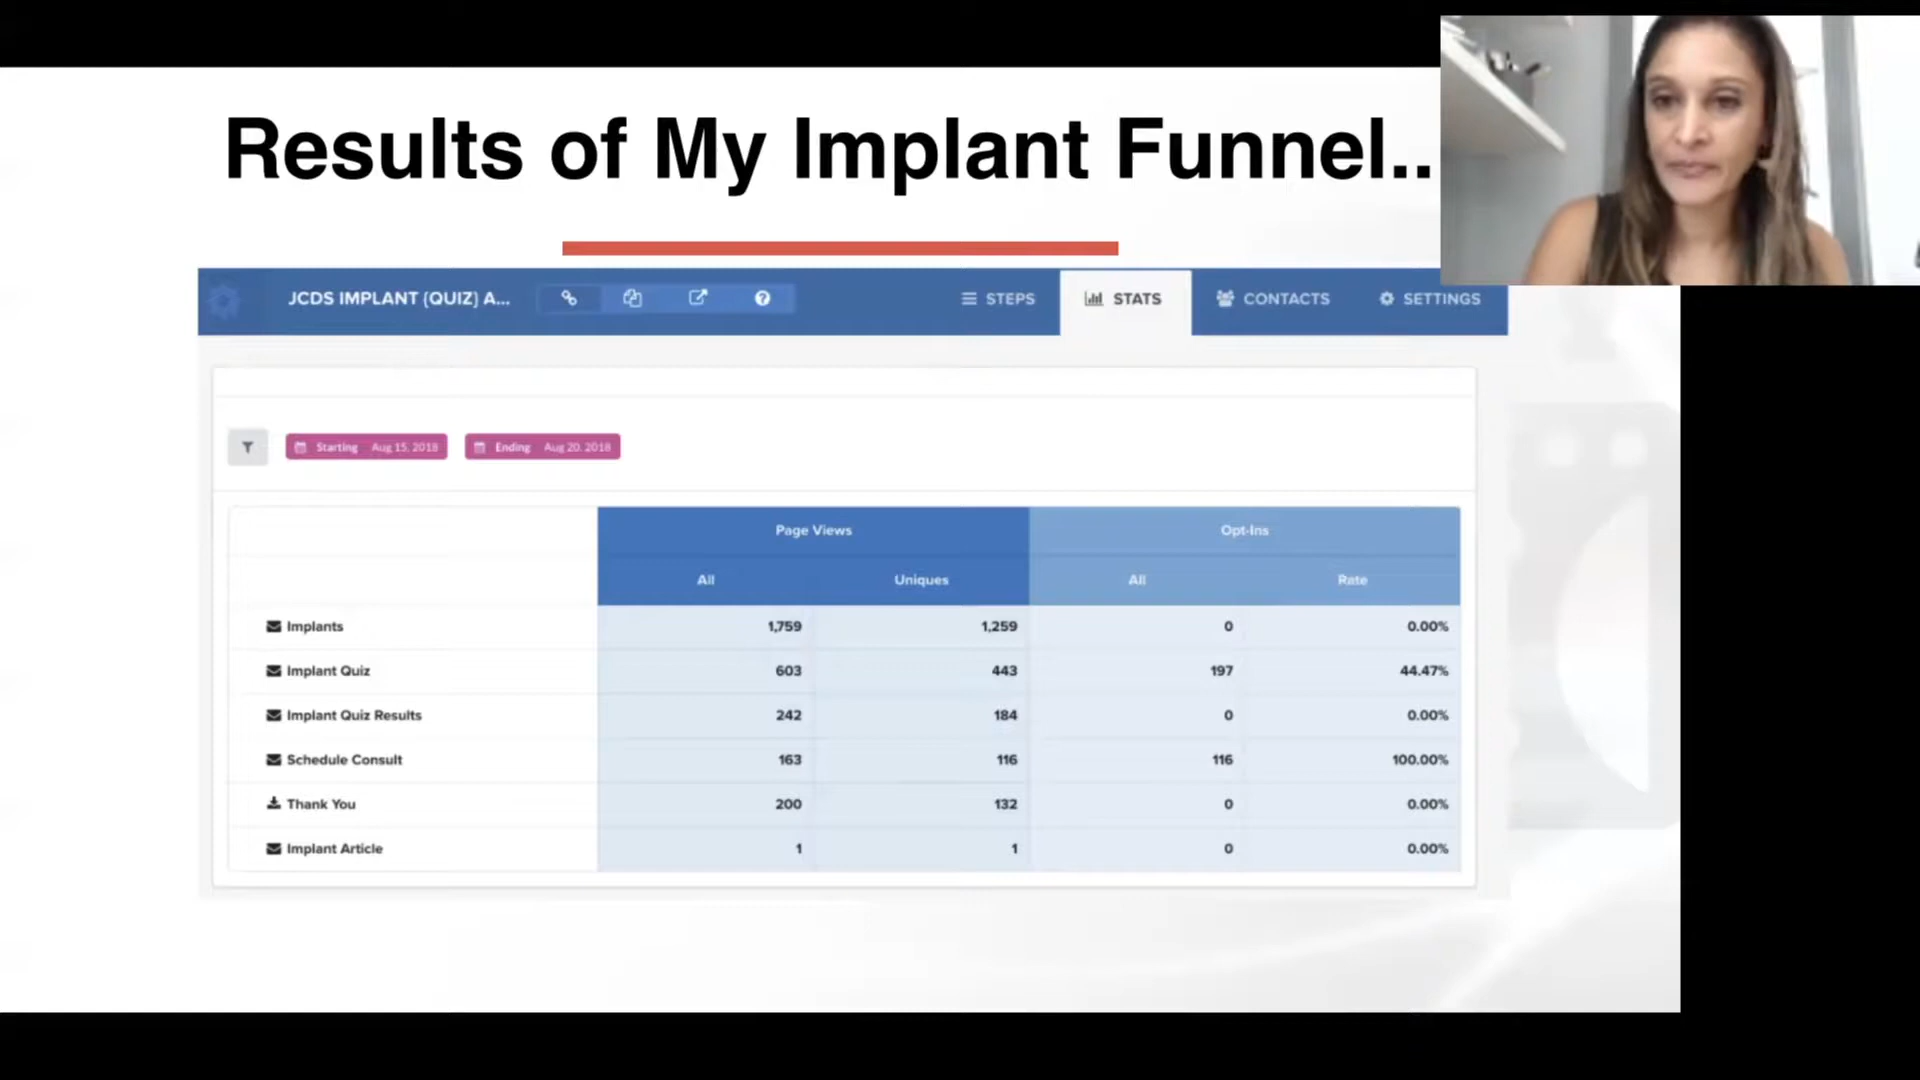 Results of My Implant Funnel..
JCDS IMPLANT (QUIZ) A... STEPS STATS CONTACTS SETTINGS
Starting Aug 15, 2018 Ending Aug 20, 2018
Page Views Opt-Ins
All Uniques All Rate
Implants 1,759 1,259 0 0.00%
Implant Quiz 603 443 197 44.47%
Implant Quiz Results 242 184 0 0.00%
Schedule Consult 163 116 116 100.00%
Thank You 200 132 0 0.00%
Implant Article 1 1 0 0.00%